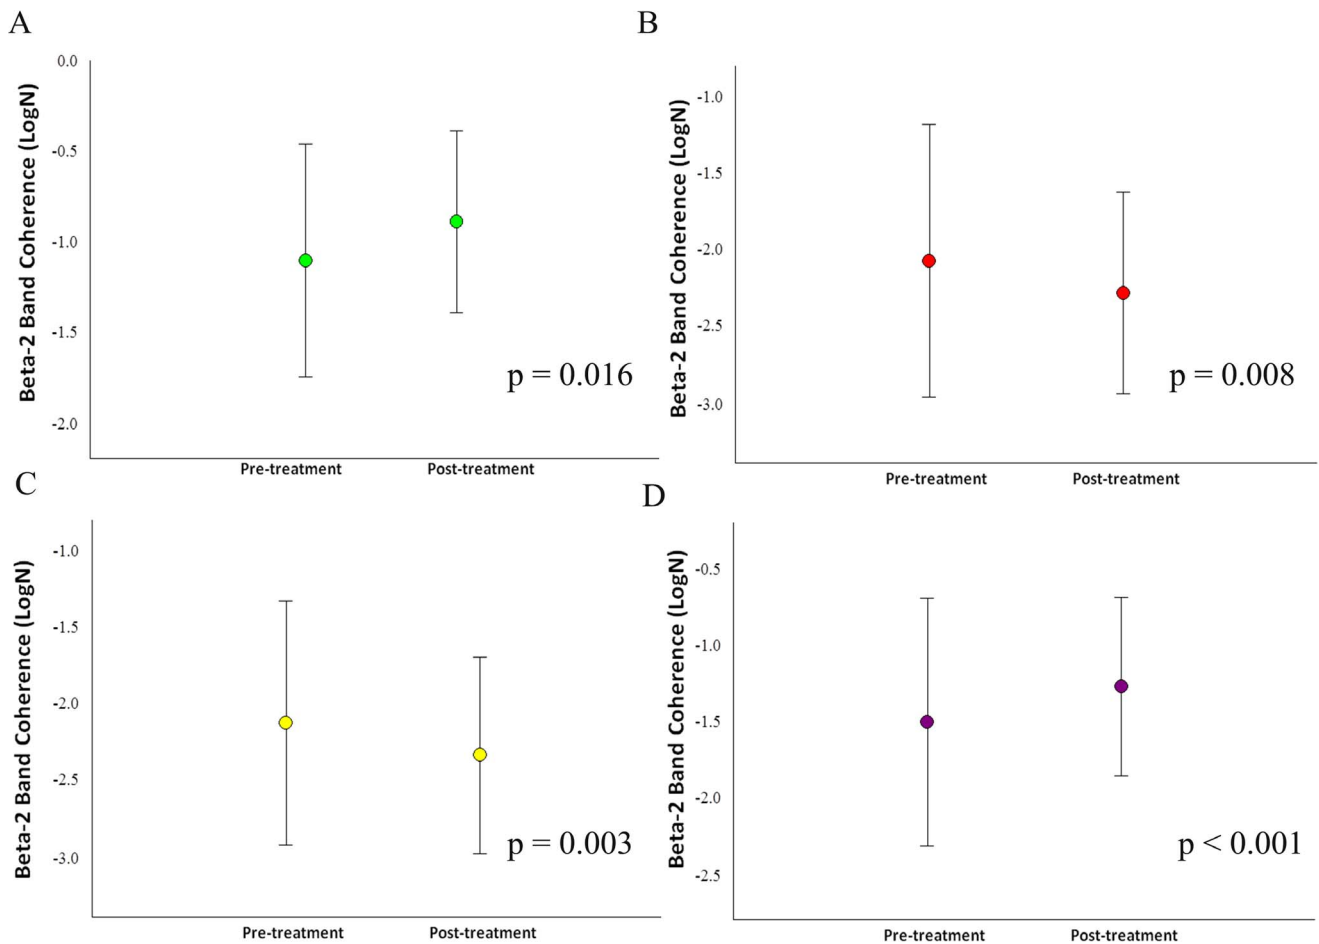 A
Beta-2 Band Coherence (LogN)
0.0
-0.5
-1.0
-1.5
-2.0
p = 0.016
Pre-treatment Post-treatment
B
Beta-2 Band Coherence (LogN)
-1.0
-1.5
-2.0
-2.5
-3.0
p = 0.008
Pre-treatment Post-treatment
C
Beta-2 Band Coherence (LogN)
-1.0
-1.5
-2.0
-2.5
-3.0
p = 0.003
Pre-treatment Post-treatment
D
Beta-2 Band Coherence (LogN)
-0.5
-1.0
-1.5
-2.0
-2.5
p < 0.001
Pre-treatment Post-treatment